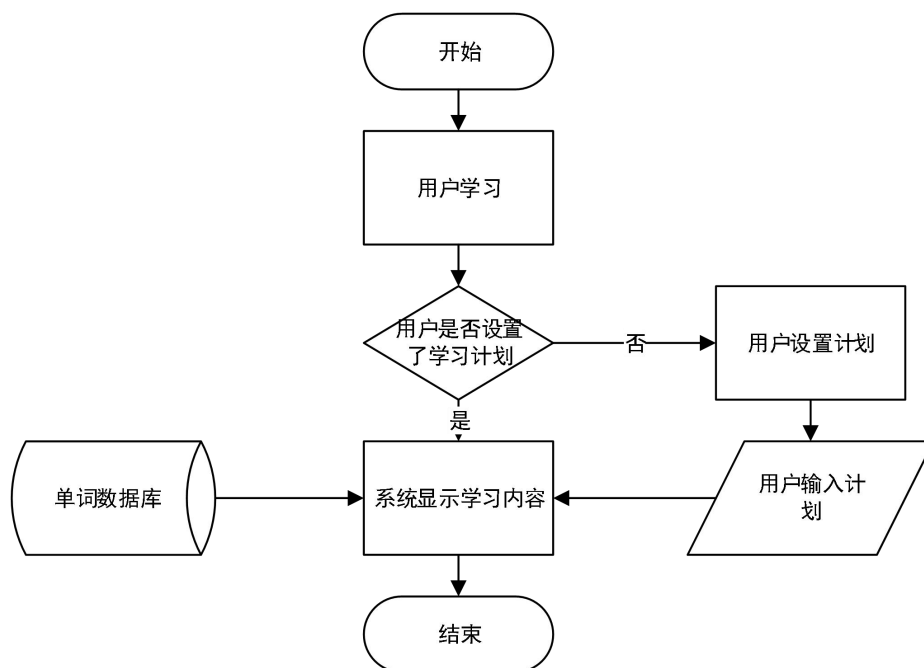 开始
用户学习
用户是否设置
了学习计划
否
用户设置计划
是
单词数据库
系统显示学习内容
用户输入计
划
结束